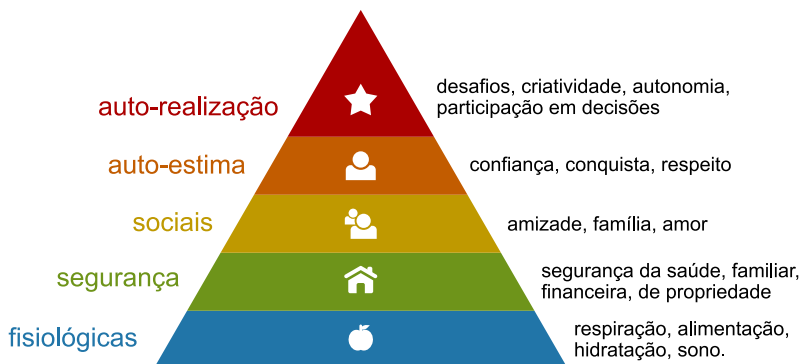 auto-realização
desafios, criatividade, autonomia,
participação em decisões
auto-estima
confiança, conquista, respeito
sociais
amizade, família, amor
segurança
segurança da saúde, familiar,
financeira, de propriedade
fisiológicas
respiração, alimentação,
hidratação, sono.